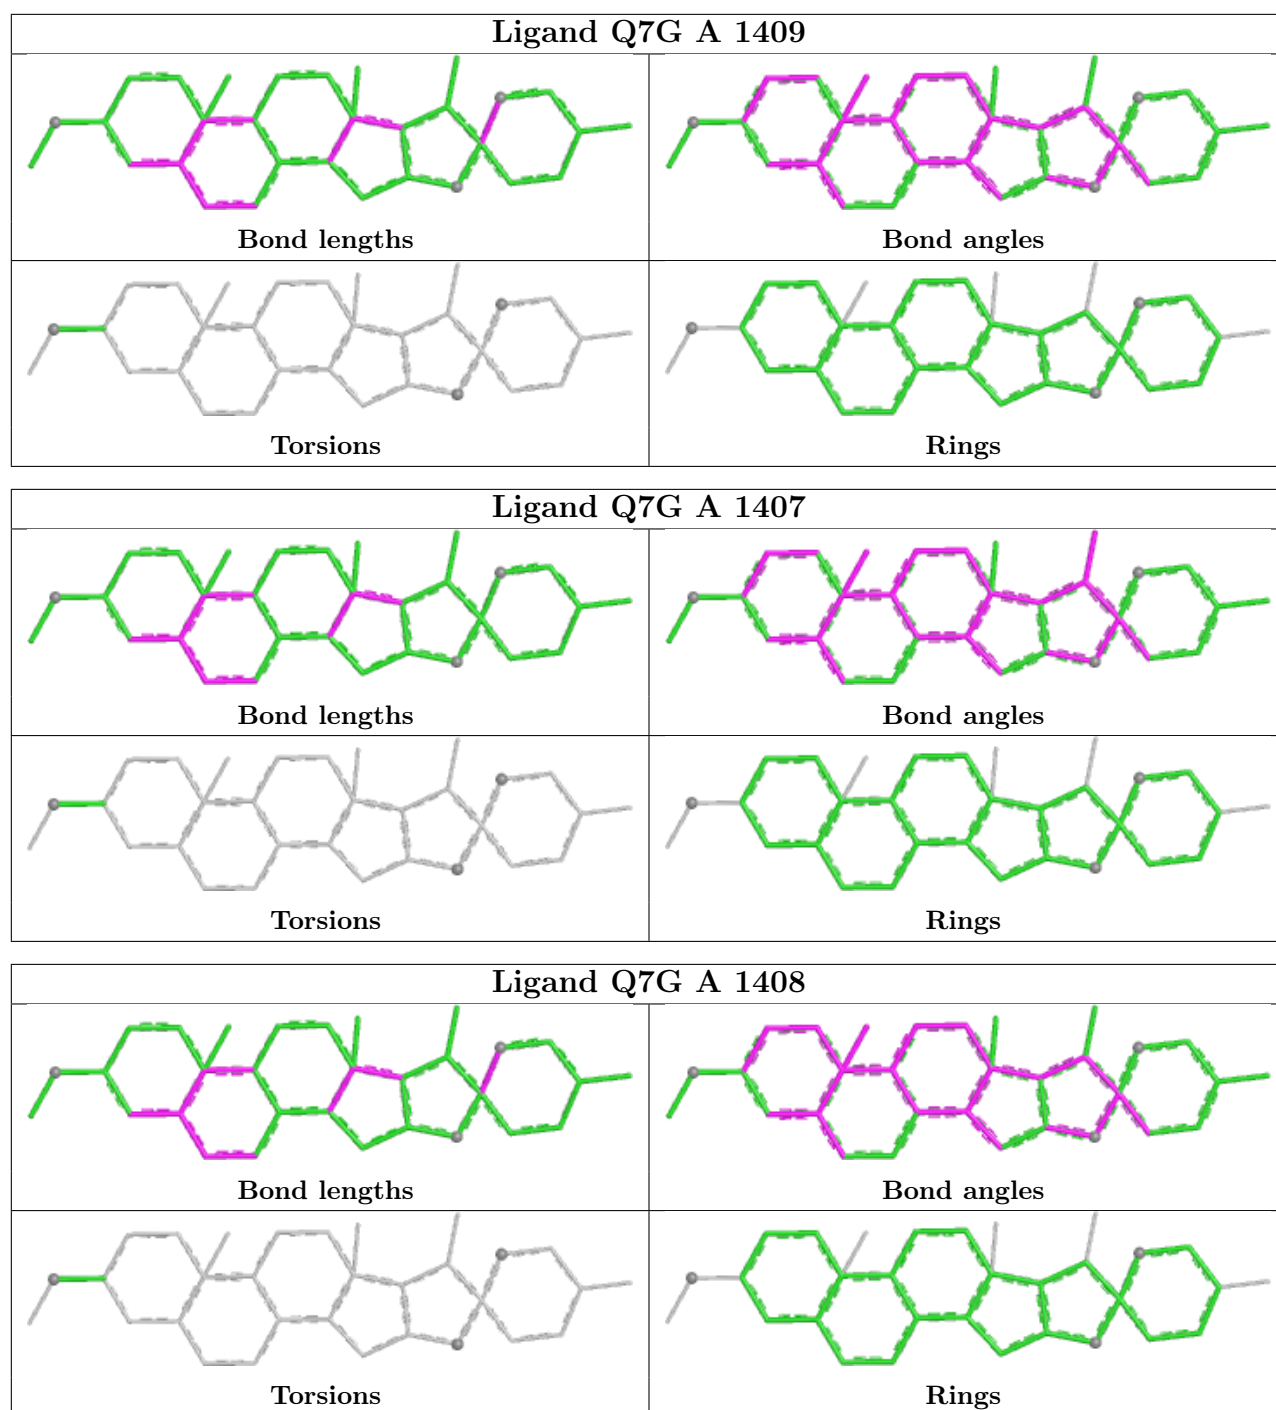 Ligand Q7G A 1409
Bond lengths
Bond angles
Torsions
Rings
Ligand Q7G A 1407
Bond lengths
Bond angles
Torsions
Rings
Ligand Q7G A 1408
Bond lengths
Bond angles
Torsions
Rings